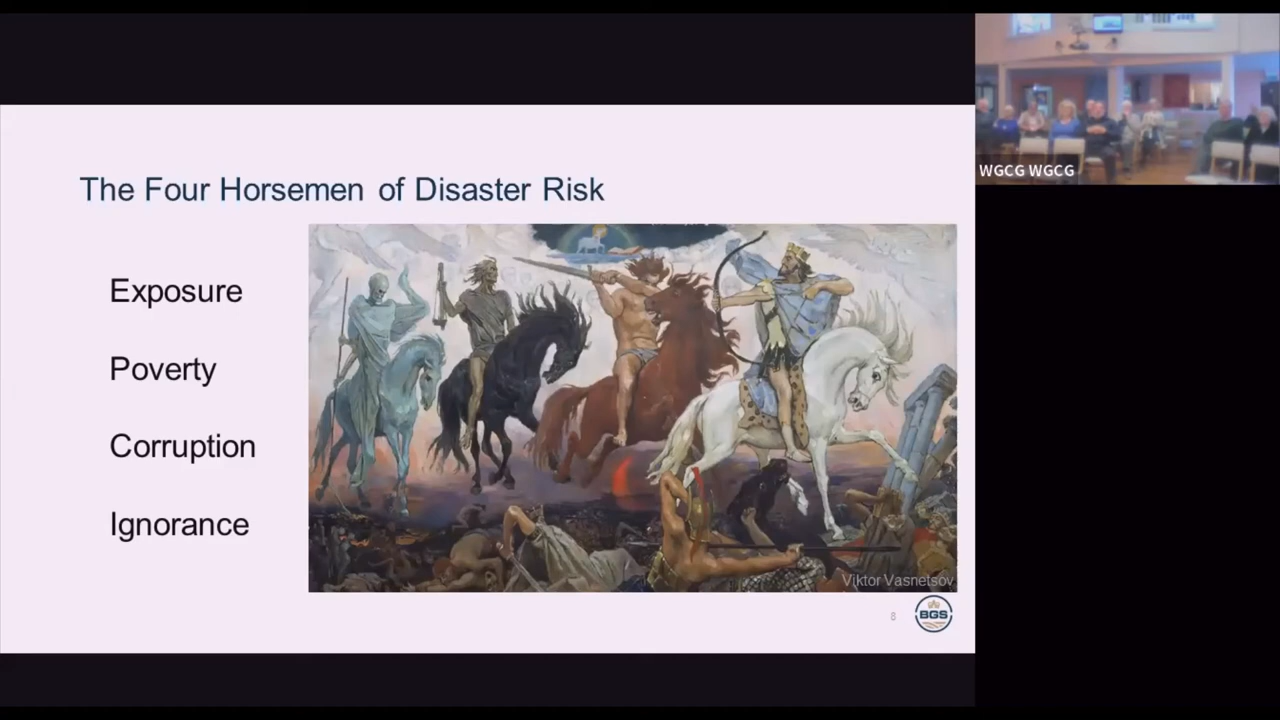 The Four Horsemen of Disaster Risk
Exposure
Poverty
Corruption
Ignorance
Viktor Vasnetsov
8
BGS
WGCG WGCG